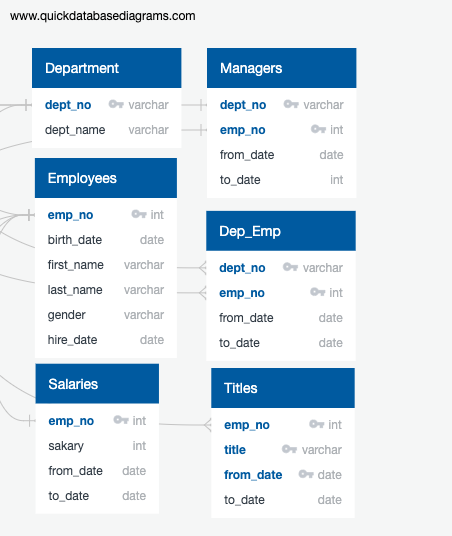 www.quickdatabasediagrams.com
Department
dept_no varchar
dept_name varchar
Managers
dept_no varchar
emp_no int
from_date date
to_date int
Employees
emp_no int
birth_date date
first_name varchar
last_name varchar
gender varchar
hire_date date
Dep_Emp
dept_no varchar
emp_no int
from_date date
to_date date
Salaries
emp_no int
sakary int
from_date date
to_date date
Titles
emp_no int
title varchar
from_date date
to_date date